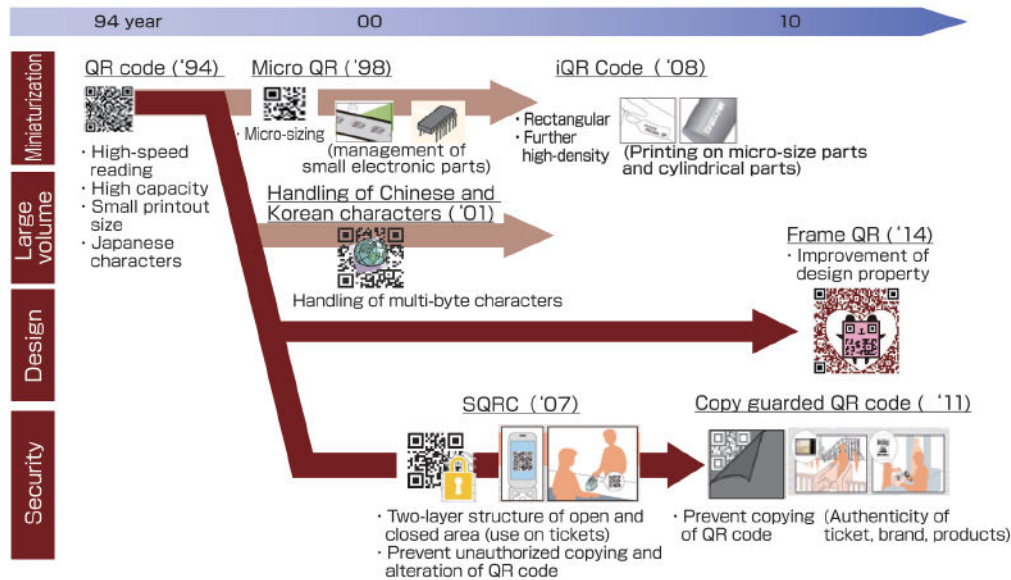 94 year
00
10
Miniaturization
QR code ('94)
· High-speed
reading
· High capacity
· Small printout
size
· Japanese
characters
Micro QR ('98)
· Micro-sizing
(management of
small electronic parts)
iQR Code ( '08)
· Rectangular
· Further
high-density
(Printing on micro-size parts
and cylindrical parts)
Large
volume
Handling of Chinese and
Korean characters ('01)
Handling of multi-byte characters
Design
Frame QR ('14)
· Improvement of
design property
Security
SQRC ('07)
· Two-layer structure of open and
closed area (use on tickets)
· Prevent unauthorized copying and
alteration of QR code
Copy guarded QR code ( '11)
· Prevent copying
of QR code
(Authenticity of
ticket, brand, products)